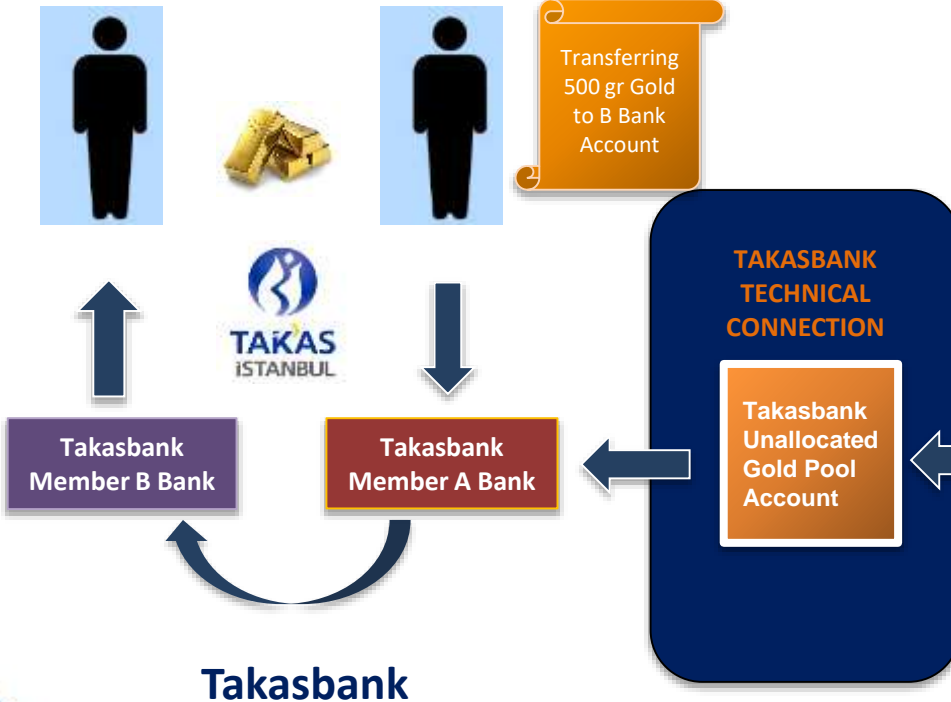 Transferring
500 gr Gold
to B Bank
Account
TAKAS
İSTANBUL
TAKASBANK
TECHNICAL
CONNECTION
Takasbank
Member B Bank
Takasbank
Member A Bank
Takasbank
Unallocated
Gold Pool
Account
Takasbank